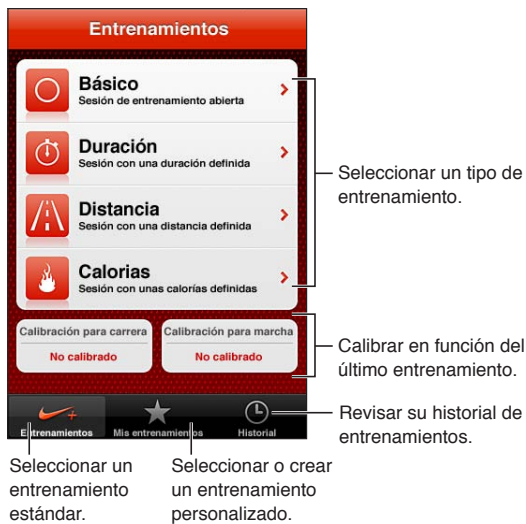 Entrenamientos
Básico
Sesión de entrenamiento abierta
Duración
Sesión con una duración definida
Distancia
Sesión con una distancia definida
Calorias
Sesión con unas calorías definidas
Seleccionar un tipo de
entrenamiento.
Calibración para carrera
No calibrado
Calibración para marcha
No calibrado
Calibrar en función del
último entrenamiento.
Entrenamientos
Mis entrenamientos
Historial
Revisar su historial de
entrenamientos.
Seleccionar un
entrenamiento
estándar.
Seleccionar o crear
un entrenamiento
personalizado.